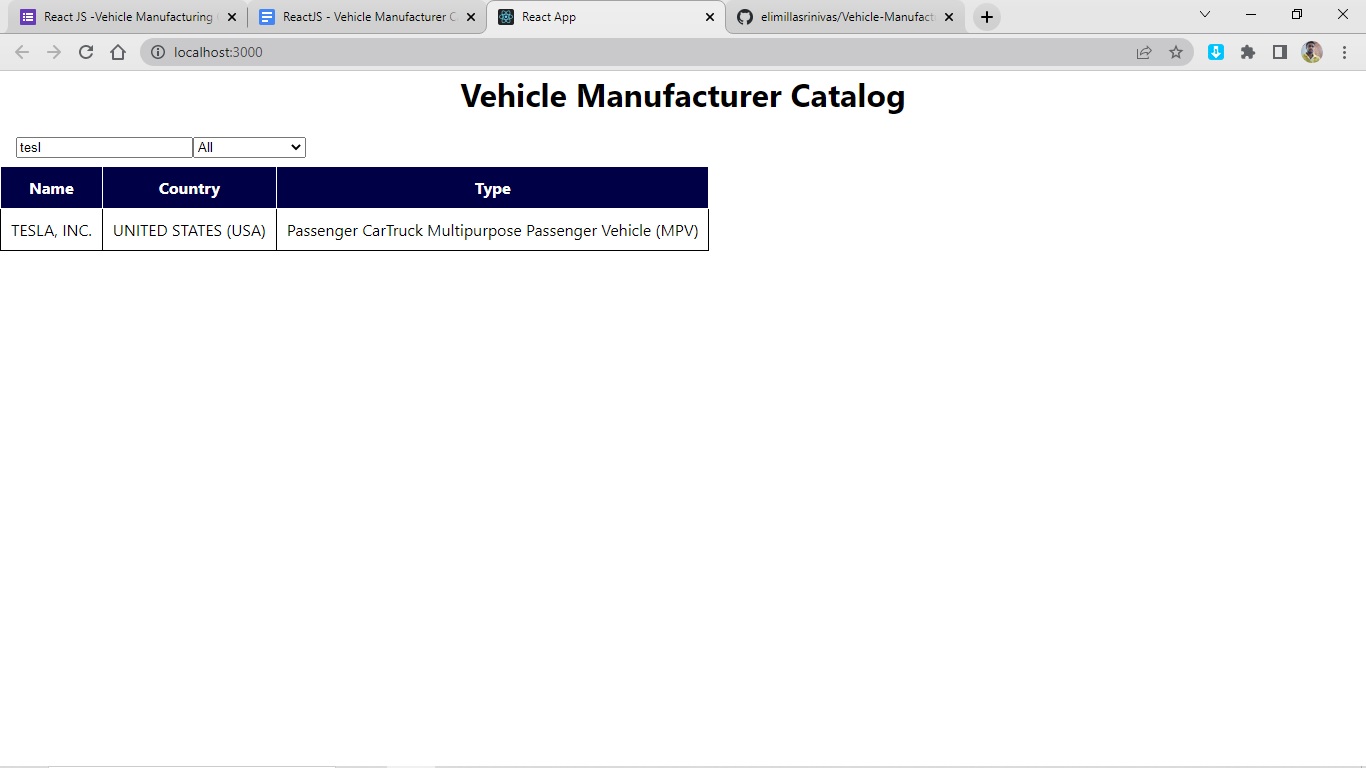 React JS -Vehicle Manufacturing ReactJS - Vehicle Manufacturer C React App elimillasrinivas/Vehicle-Manufact
localhost:3000
Vehicle Manufacturer Catalog
tesl All
Name Country Type
TESLA, INC. UNITED STATES (USA) Passenger CarTruck Multipurpose Passenger Vehicle (MPV)